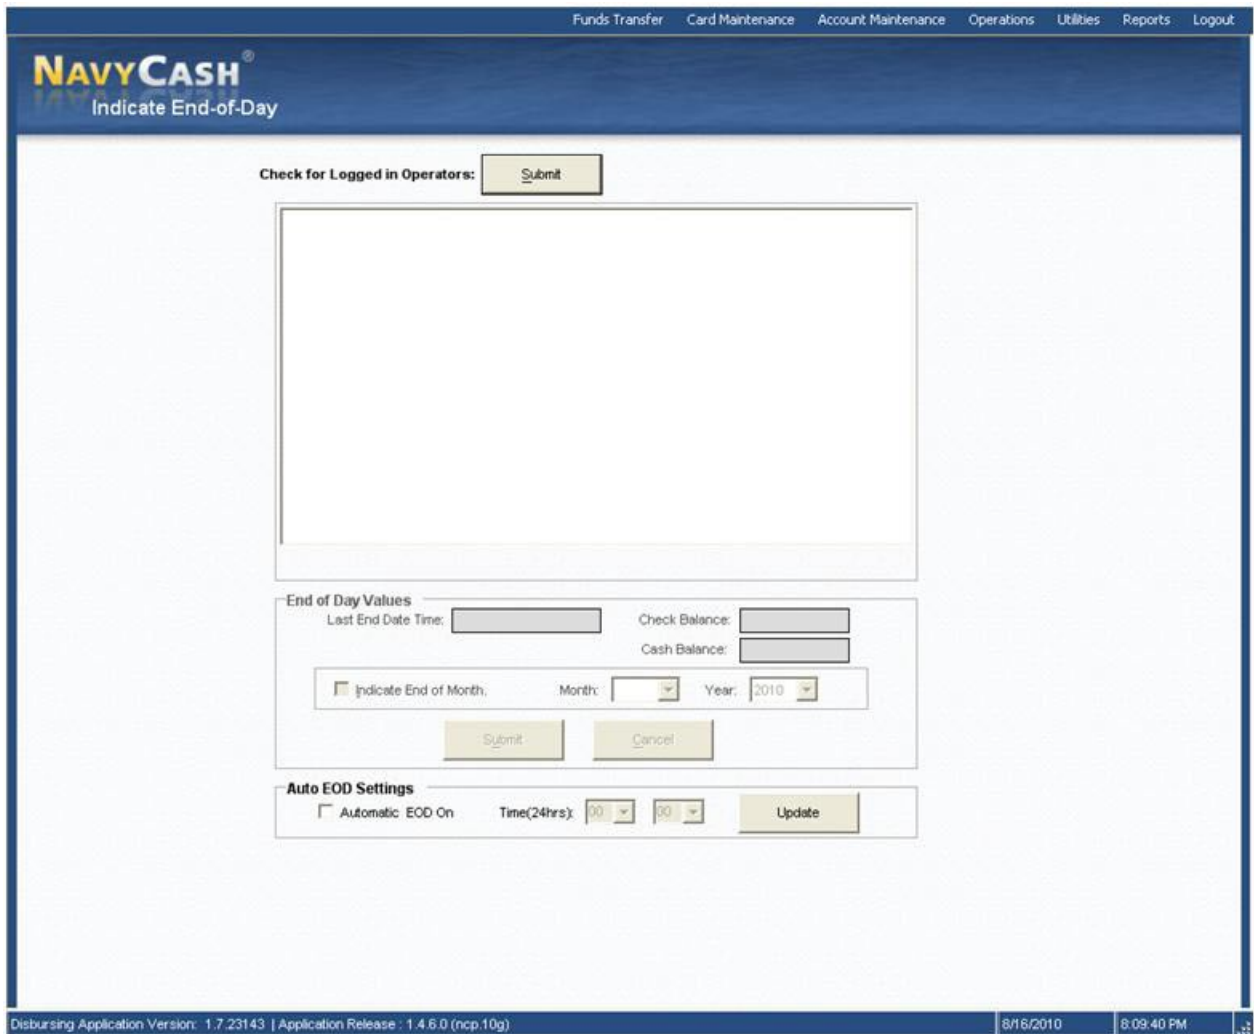 Funds Transfer Card Maintenance Account Maintenance Operations Utilities Reports Logout
NAVYCASH®
Indicate End-of-Day
Check for Logged in Operators: Submit
End of Day Values
Last End Date Time: Check Balance:
Cash Balance:
Indicate End of Month. Month: Year: 2010
Submit Cancel
Auto EOD Settings
Automatic EOD On Time(24hrs): 00 00 Update
Disbursing Application Version: 1.7.23143 | Application Release : 1.4.6.0 (ncp.10g) 8/16/2010 8:09:40 PM